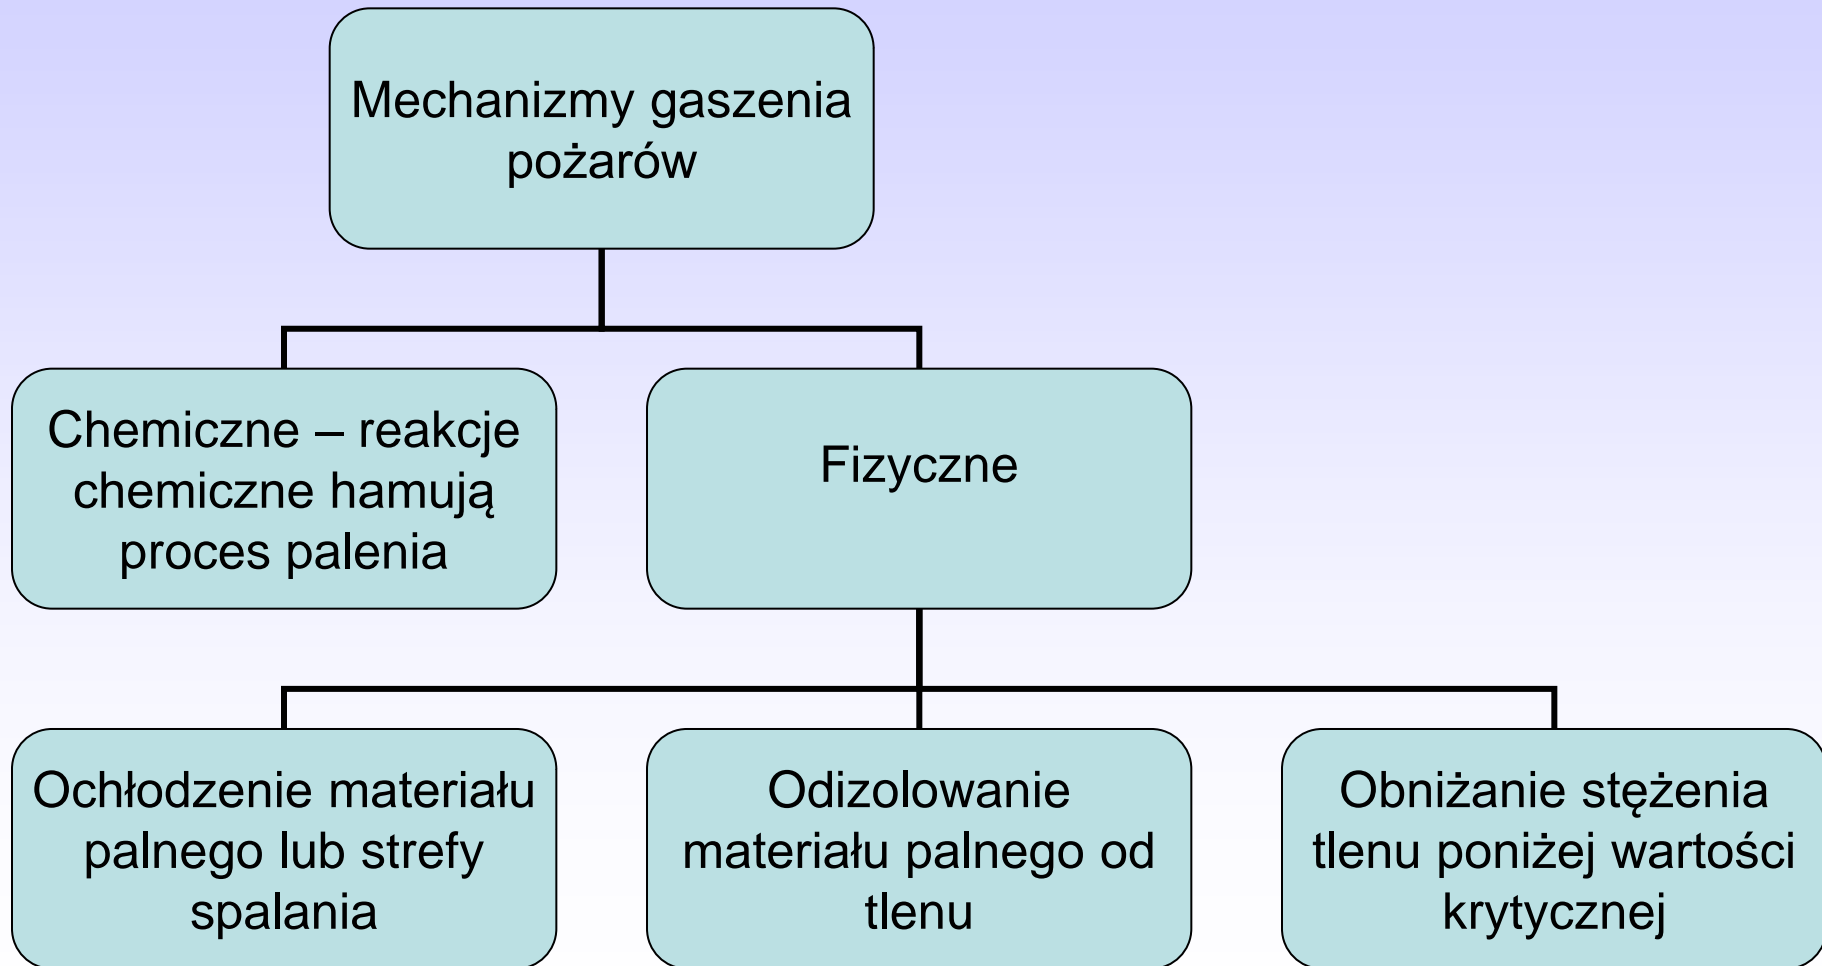 Mechanizmy gaszenia
pożarów
Chemiczne – reakcje
chemiczne hamują
proces palenia
Fizyczne
Ochłodzenie materiału
palnego lub strefy
spalania
Odizolowanie
materiału palnego od
tlenu
Obniżanie stężenia
tlenu poniżej wartości
krytycznej